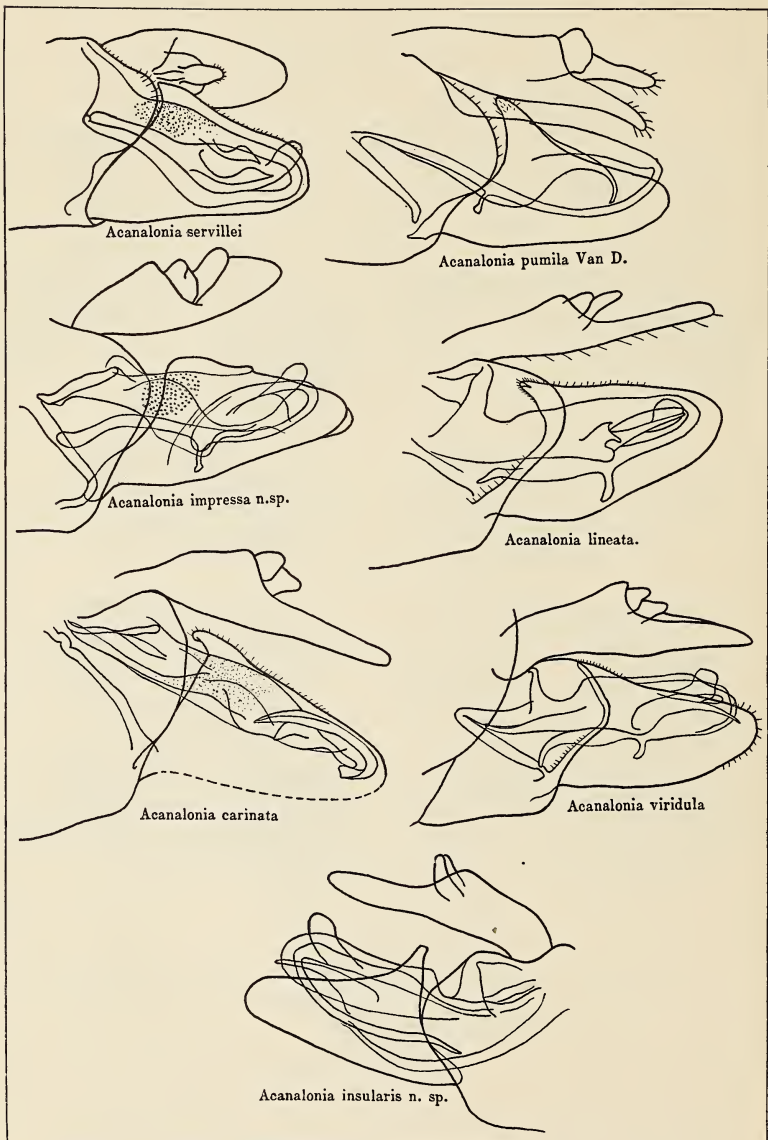 Acanalonia servillei
Acanalonia pumila Van D.
Acanalonia impressa n.sp.
Acanalonia lineata.
Acanalonia carinata
Acanalonia viridula
Acanalonia insularis n. sp.